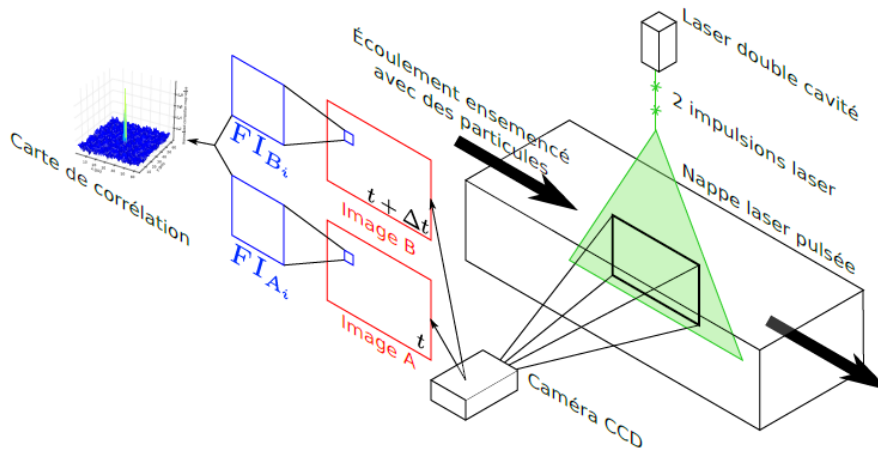 Laser double cavité
2 impulsions laser
Écoulement ensemencé
avec des particules
Nappe laser pulsée
Carte de corrélation
FI_{B_i}
FI_{A_i}
t + Δt
Image B
t
Image A
Caméra CCD